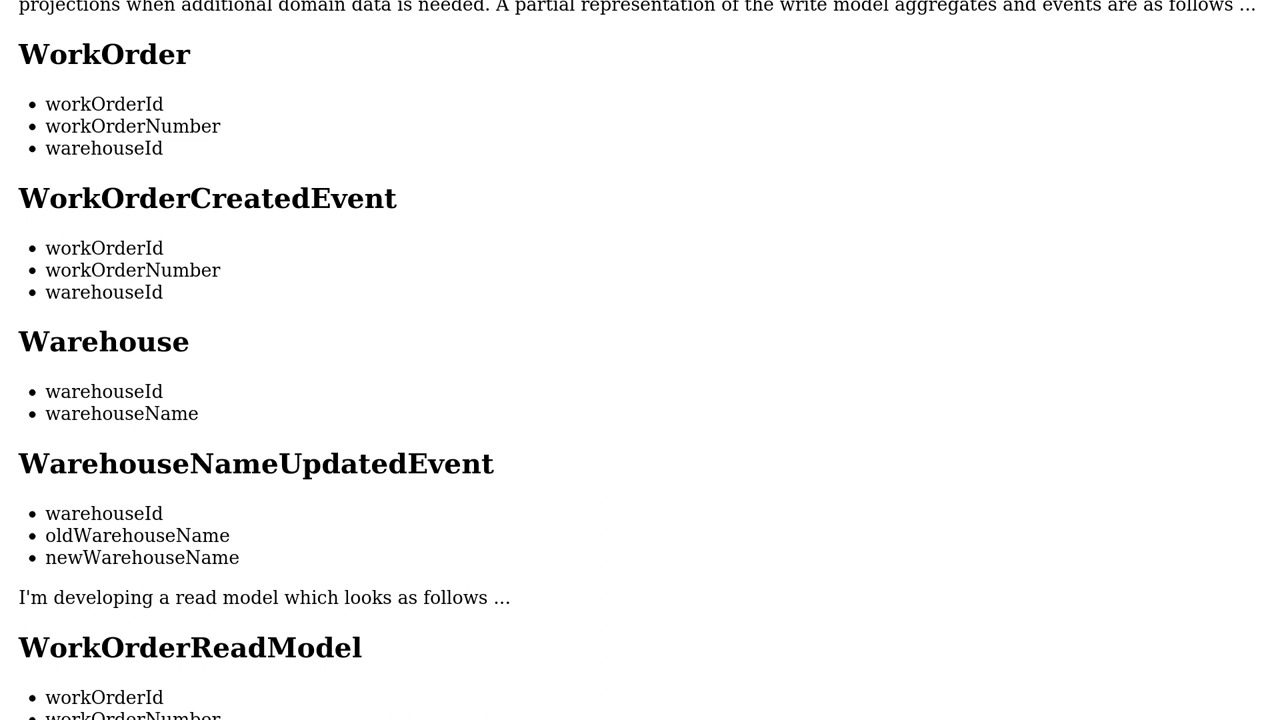 projections when additional domain data is needed. A partial representation of the write model aggregates and events are as follows ...
WorkOrder
• workOrderId
• workOrderNumber
• warehouseId
WorkOrderCreatedEvent
• workOrderId
• workOrderNumber
• warehouseId
Warehouse
• warehouseId
• warehouseName
WarehouseNameUpdatedEvent
• warehouseId
• oldWarehouseName
• newWarehouseName
I'm developing a read model which looks as follows ...
WorkOrderReadModel
• workOrderId
• workOrderNumber